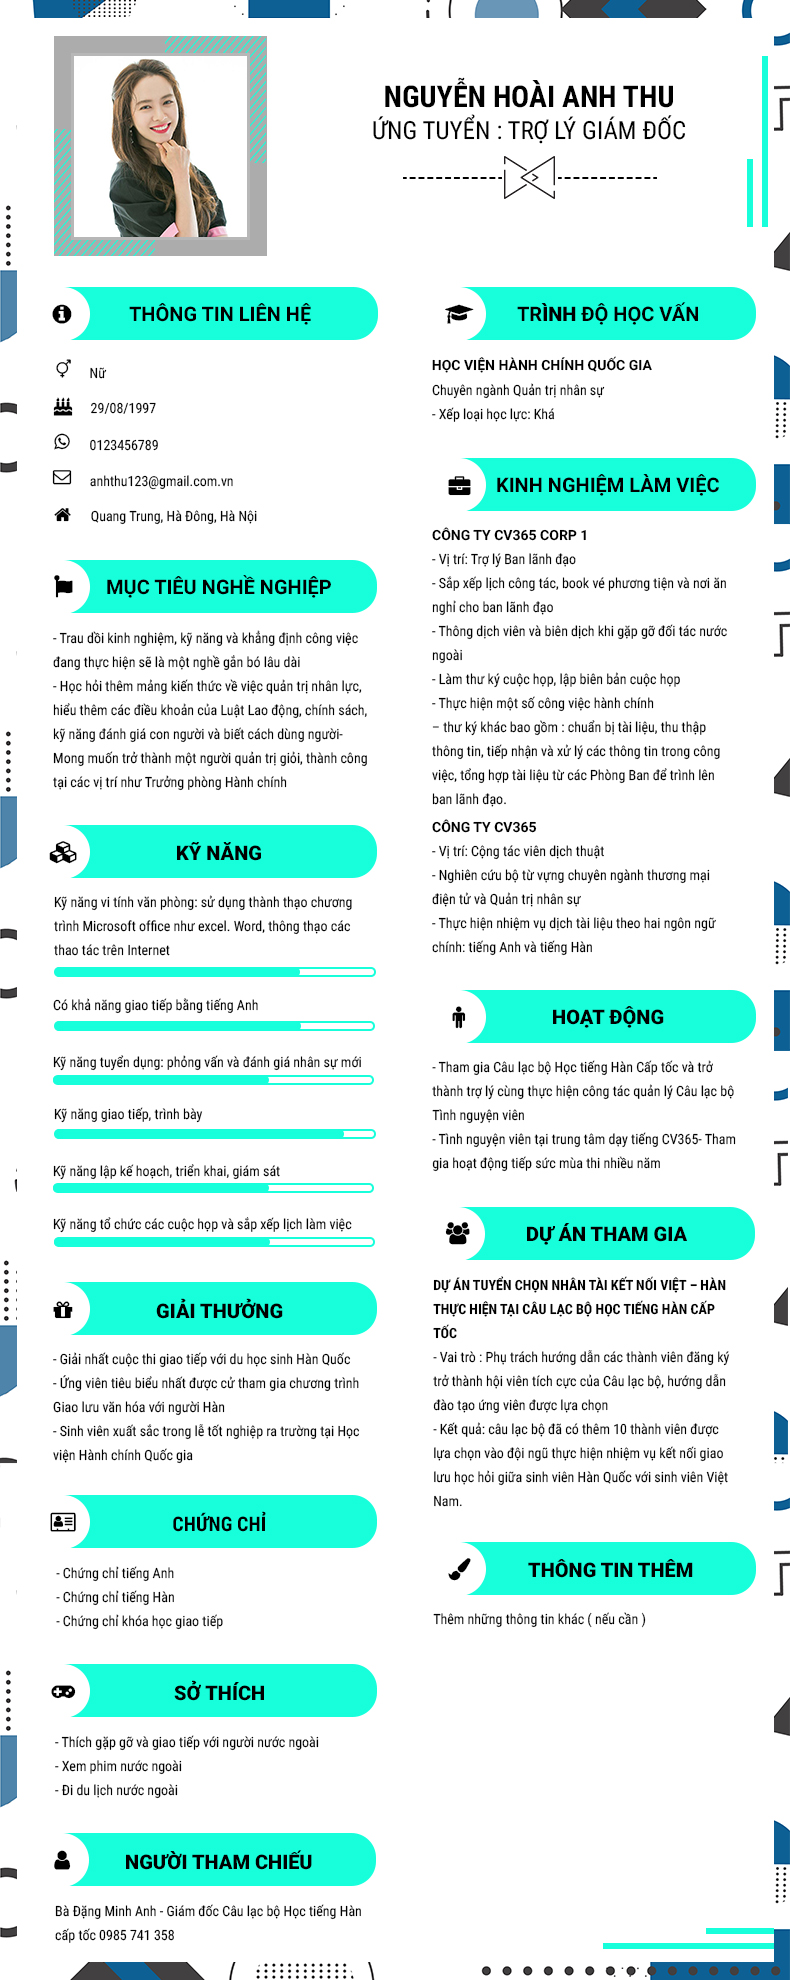 NGUYỄN HOÀI ANH THU
ỨNG TUYỂN : TRỢ LÝ GIÁM ĐỐC
THÔNG TIN LIÊN HỆ
Nữ
29/08/1997
0123456789
anhthu123@gmail.com.vn
Quang Trung, Hà Đông, Hà Nội
MỤC TIÊU NGHỀ NGHIỆP
- Trau dồi kinh nghiệm, kỹ năng và khẳng định công việc
đang thực hiện sẽ là một nghề gắn bó lâu dài
- Học hỏi thêm mảng kiến thức về việc quản trị nhân lực,
hiểu thêm các điều khoản của Luật Lao động, chính sách,
kỹ năng đánh giá con người và biết cách dùng người-
Mong muốn trở thành một người quản trị giỏi, thành công
tại các vị trí như Trưởng phòng Hành chính
KỸ NĂNG
Kỹ năng vi tính văn phòng: sử dụng thành thạo chương
trình Microsoft office như excel. Word, thông thạo các
thao tác trên Internet
Có khả năng giao tiếp bằng tiếng Anh
Kỹ năng tuyển dụng: phỏng vấn và đánh giá nhân sự mới
Kỹ năng giao tiếp, trình bày
Kỹ năng lập kế hoạch, triển khai, giám sát
Kỹ năng tổ chức các cuộc họp và sắp xếp lịch làm việc
GIẢI THƯỞNG
- Giải nhất cuộc thi giao tiếp với du học sinh Hàn Quốc
- Ứng viên tiêu biểu nhất được cử tham gia chương trình
Giao lưu văn hóa với người Hàn
- Sinh viên xuất sắc trong lễ tốt nghiệp ra trường tại Học
viện Hành chính Quốc gia
CHỨNG CHỈ
- Chứng chỉ tiếng Anh
- Chứng chỉ tiếng Hàn
- Chứng chỉ khóa học giao tiếp
SỞ THÍCH
- Thích gặp gỡ và giao tiếp với người nước ngoài
- Xem phim nước ngoài
- Đi du lịch nước ngoài
NGƯỜI THAM CHIẾU
Bà Đặng Minh Anh - Giám đốc Câu lạc bộ Học tiếng Hàn
cấp tốc 0985 741 358
TRÌNH ĐỘ HỌC VẤN
HỌC VIỆN HÀNH CHÍNH QUỐC GIA
Chuyên ngành Quản trị nhân sự
- Xếp loại học lực: Khá
KINH NGHIỆM LÀM VIỆC
CÔNG TY CV365 CORP 1
- Vị trí: Trợ lý Ban lãnh đạo
- Sắp xếp lịch công tác, book vé phương tiện và nơi ăn
nghỉ cho ban lãnh đạo
- Thông dịch viên và biên dịch khi gặp gỡ đối tác nước
ngoài
- Làm thư ký cuộc họp, lập biên bản cuộc họp
- Thực hiện một số công việc hành chính
– thư ký khác bao gồm : chuẩn bị tài liệu, thu thập
thông tin, tiếp nhận và xử lý các thông tin trong công
việc, tổng hợp tài liệu từ các Phòng Ban để trình lên
ban lãnh đạo.
CÔNG TY CV365
- Vị trí: Cộng tác viên dịch thuật
- Nghiên cứu bộ từ vựng chuyên ngành thương mại
điện tử và Quản trị nhân sự
- Thực hiện nhiệm vụ dịch tài liệu theo hai ngôn ngữ
chính: tiếng Anh và tiếng Hàn
HOẠT ĐỘNG
- Tham gia Câu lạc bộ Học tiếng Hàn Cấp tốc và trở
thành trợ lý cùng thực hiện công tác quản lý Câu lạc bộ
Tình nguyện viên
- Tình nguyện viên tại trung tâm dạy tiếng CV365- Tham
gia hoạt động tiếp sức mùa thi nhiều năm
DỰ ÁN THAM GIA
DỰ ÁN TUYỂN CHỌN NHÂN TÀI KẾT NỐI VIỆT – HÀN
THỰC HIỆN TẠI CÂU LẠC BỘ HỌC TIẾNG HÀN CẤP
TỐC
- Vai trò : Phụ trách hướng dẫn các thành viên đăng ký
trở thành hội viên tích cực của Câu lạc bộ, hướng dẫn
đào tạo ứng viên được lựa chọn
- Kết quả: câu lạc bộ đã có thêm 10 thành viên được
lựa chọn vào đội ngũ thực hiện nhiệm vụ kết nối giao
lưu học hỏi giữa sinh viên Hàn Quốc với sinh viên Việt
Nam.
THÔNG TIN THÊM
Thêm những thông tin khác ( nếu cần )